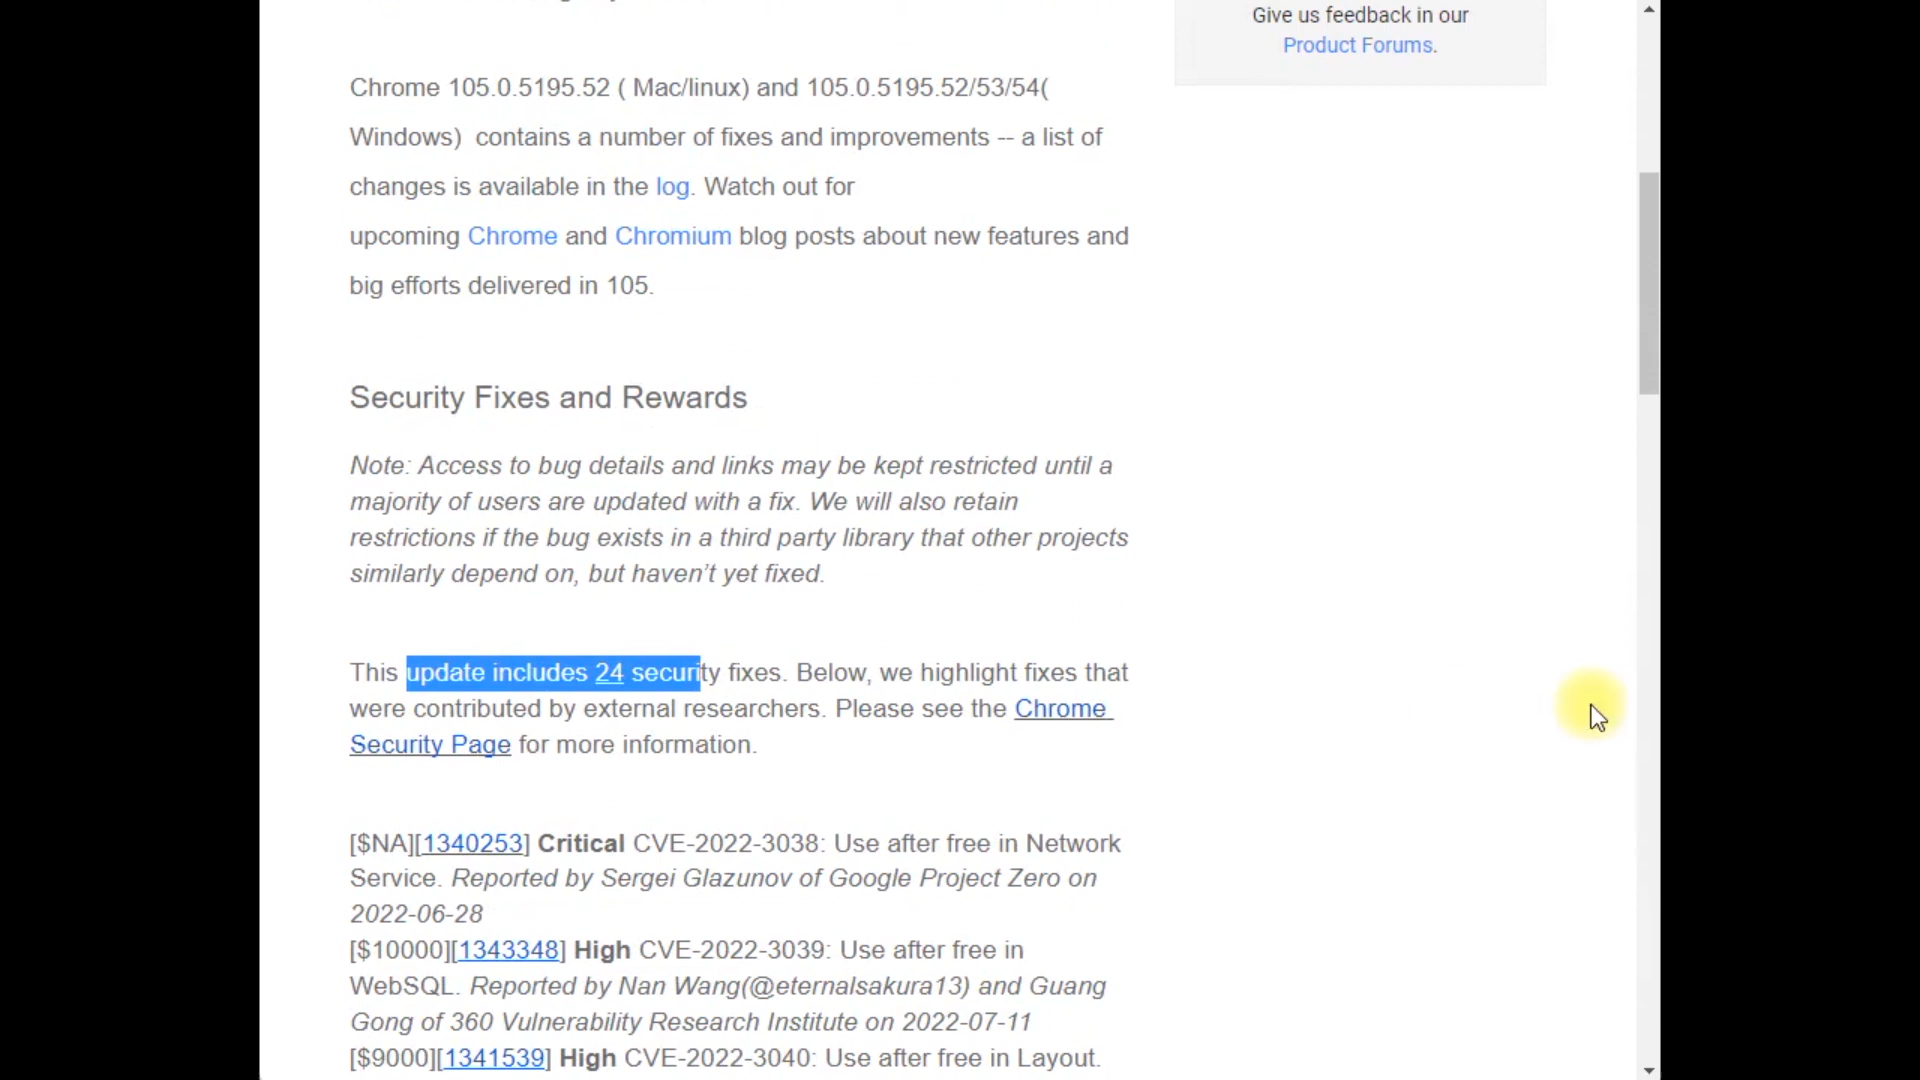 Give us feedback in our
Product Forums.
Chrome 105.0.5195.52 ( Mac/linux) and 105.0.5195.52/53/54(
Windows)  contains a number of fixes and improvements -- a list of
changes is available in the log. Watch out for
upcoming Chrome and Chromium blog posts about new features and
big efforts delivered in 105.
Security Fixes and Rewards
Note: Access to bug details and links may be kept restricted until a
majority of users are updated with a fix. We will also retain
restrictions if the bug exists in a third party library that other projects
similarly depend on, but haven’t yet fixed.
This update includes 24 security fixes. Below, we highlight fixes that
were contributed by external researchers. Please see the Chrome
Security Page for more information.
[$NA][1340253] Critical CVE-2022-3038: Use after free in Network
Service. Reported by Sergei Glazunov of Google Project Zero on
2022-06-28
[$10000][1343348] High CVE-2022-3039: Use after free in
WebSQL. Reported by Nan Wang(@eternalsakura13) and Guang
Gong of 360 Vulnerability Research Institute on 2022-07-11
[$9000][1341539] High CVE-2022-3040: Use after free in Layout.